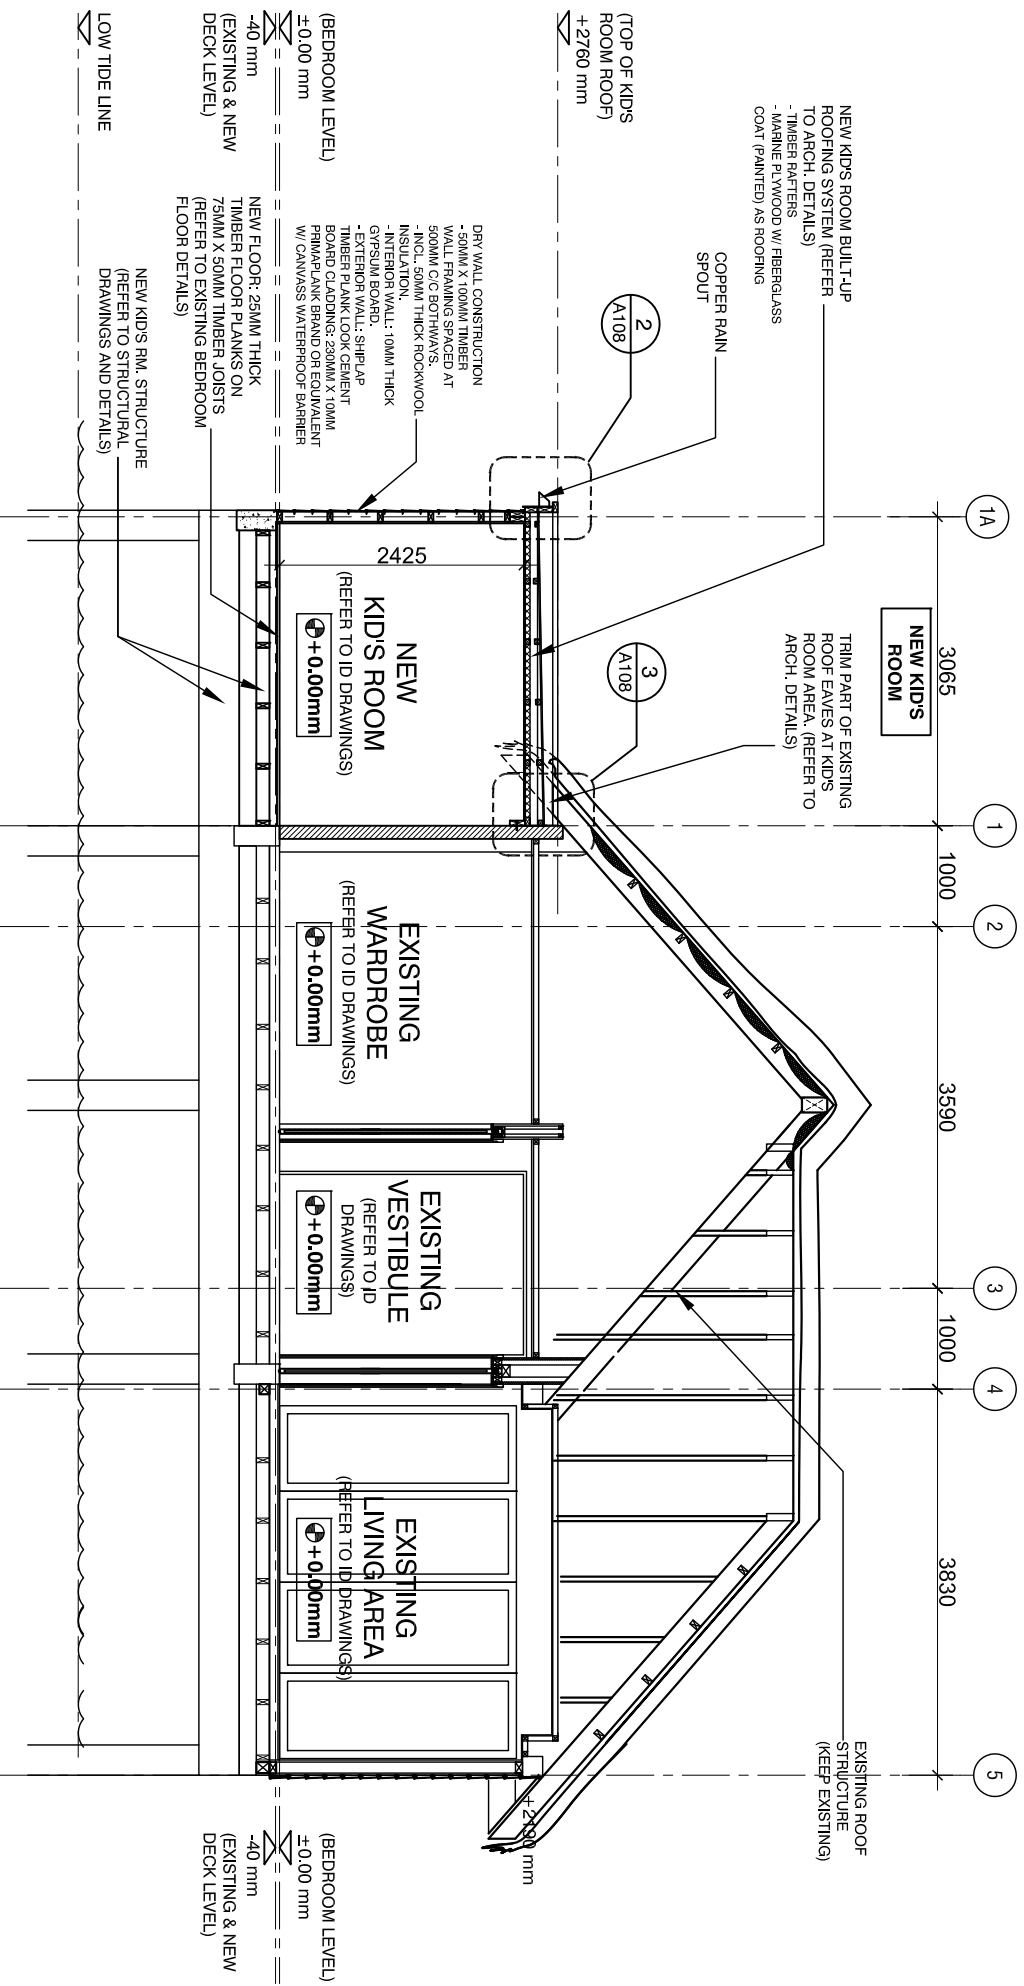 1A
1
2
3
4
5
3065
1000
3590
1000
3830
NEW KID'S
ROOM
NEW KID'S ROOM BUILT-UP
ROOFING SYSTEM (REFER
TO ARCH. DETAILS)
- TIMBER RAFTERS
- MARINE PLYWOOD W/ FIBERGLASS
COAT (PAINTED) AS ROOFING
COPPER RAIN
SPOUT
TRIM PART OF EXISTING
ROOF EAVES AT KID'S
ROOM AREA. (REFER TO
ARCH. DETAILS)
EXISTING ROOF
STRUCTURE
(KEEP EXISTING)
2
A108
3
A108
(TOP OF KID'S
ROOM ROOF)
+2760 mm
DRY WALL CONSTRUCTION
- 50MM X 100MM TIMBER
WALL FRAMING SPACED AT
500MM C/C BOTHWAYS.
- INCL. 50MM THICK ROCKWOOL
INSULATION.
- INTERIOR WALL: 10MM THICK
GYPSUM BOARD.
- EXTERIOR WALL: SHIPLAP
TIMBER PLANK LOOK CEMENT
BOARD CLADDING: 230MM X 10MM
PRIMAPLANK BRAND OR EQUIVALENT
W/ CANVASS WATERPROOF BARRIER
2425
NEW
KID'S ROOM
(REFER TO ID DRAWINGS)
+0.00mm
EXISTING
WARDROBE
(REFER TO ID DRAWINGS)
+0.00mm
EXISTING
VESTIBULE
(REFER TO ID
DRAWINGS)
+0.00mm
EXISTING
LIVING AREA
(REFER TO ID DRAWINGS)
+0.00mm
+2190 mm
(BEDROOM LEVEL)
±0.00 mm
-40 mm
(EXISTING & NEW
DECK LEVEL)
(BEDROOM LEVEL)
±0.00 mm
-40 mm
(EXISTING & NEW
DECK LEVEL)
NEW FLOOR: 25MM THICK
TIMBER FLOOR PLANKS ON
75MM X 50MM TIMBER JOISTS
(REFER TO EXISTING BEDROOM
FLOOR DETAILS)
NEW KID'S RM. STRUCTURE
(REFER TO STRUCTURAL
DRAWINGS AND DETAILS)
LOW TIDE LINE